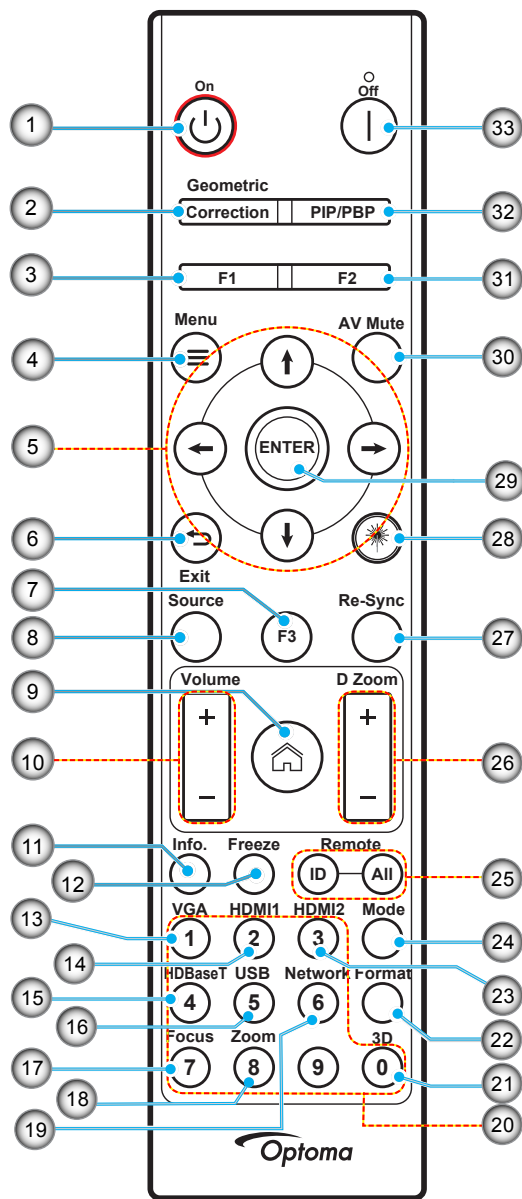 On
Off
1
33
Geometric
2
Correction
PIP/PBP
32
3
F1
F2
31
Menu
AV Mute
4
30
5
ENTER
29
6
28
Exit
7
Source
F3
Re-Sync
8
27
Volume
D Zoom
9
+
+
10
26
−
−
11
Info.
Freeze
Remote
12
ID
All
25
VGA
HDMI1
HDMI2
Mode
13
1
2
3
24
14
23
HDBaseT
USB
Network
Format
15
4
5
6
16
22
Focus
Zoom
3D
17
7
8
9
0
21
18
19
20
Optoma